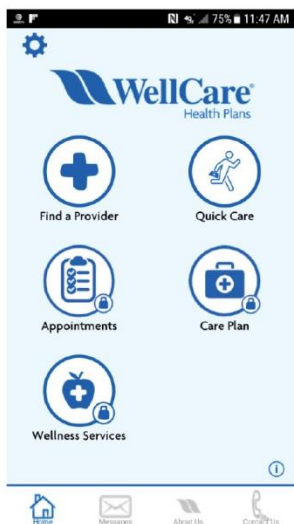 75% 11:47 AM
WellCare®
Health Plans
Find a Provider
Quick Care
Appointments
Care Plan
Wellness Services
Home
Messages
About Us
Contact Us